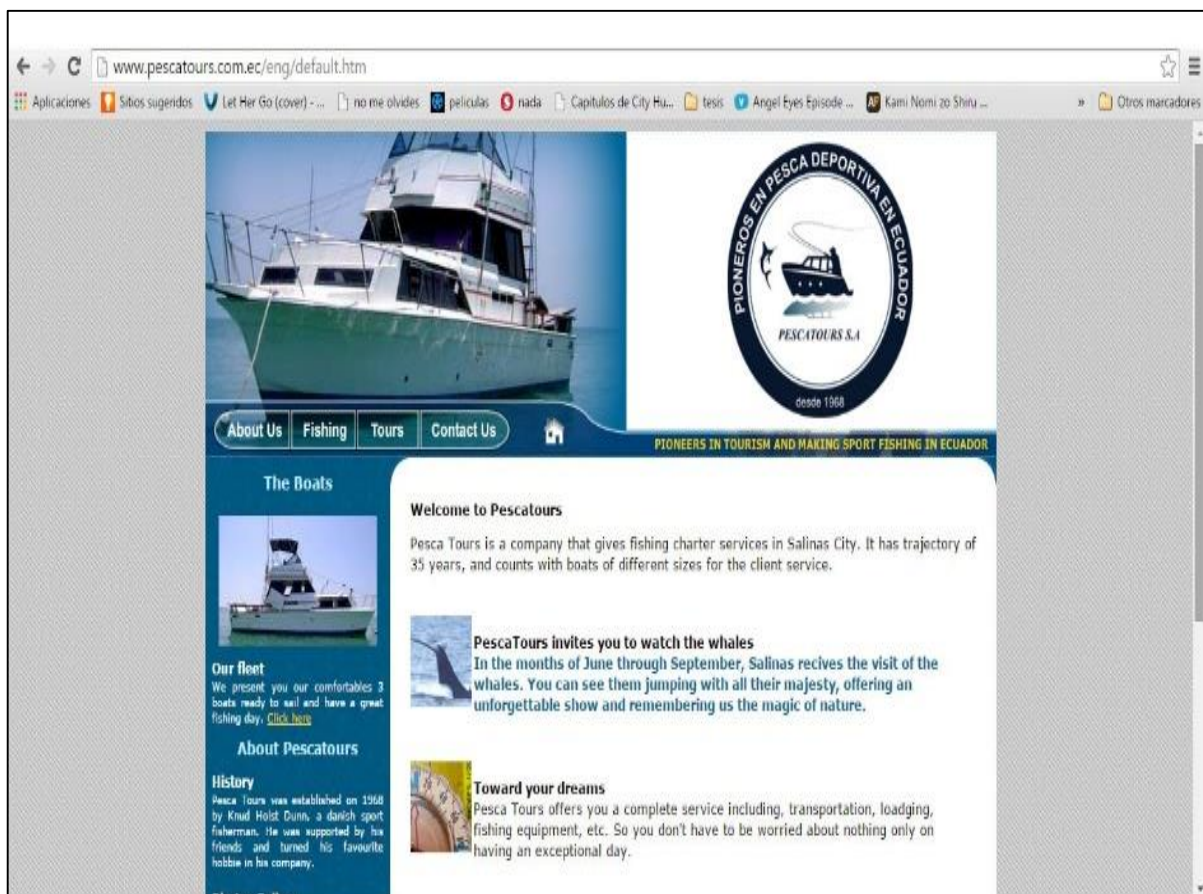 www.pescatours.com.ec/eng/default.htm
Aplicaciones Sitios sugeridos Let Her Go (cover) - ... no me olvides peliculas nada Capitulos de City Hu... tesis Angel Eyes Episode ... Kami Nomi zo Shiru ... » Otros marcadores
PIONEROS EN PESCA DEPORTIVA EN ECUADOR
PESCATOURS S.A
desde 1968
About Us Fishing Tours Contact Us
PIONEERS IN TOURISM AND MAKING SPORT FISHING IN ECUADOR
The Boats
Our fleet
We present you our comfortables 3
boats ready to sail and have a great
fishing day. Click here
About Pescatours
History
Pesca Tours was established on 1968
by Knud Holst Dunn, a danish sport
fisherman. He was supported by his
friends and turned his favourite
hobbie in his company.
Welcome to Pescatours
Pesca Tours is a company that gives fishing charter services in Salinas City. It has trajectory of
35 years, and counts with boats of different sizes for the client service.
PescaTours invites you to watch the whales
In the months of June through September, Salinas recives the visit of the
whales. You can see them jumping with all their majesty, offering an
unforgettable show and remembering us the magic of nature.
Toward your dreams
Pesca Tours offers you a complete service including, transportation, loadging,
fishing equipment, etc. So you don't have to be worried about nothing only on
having an exceptional day.